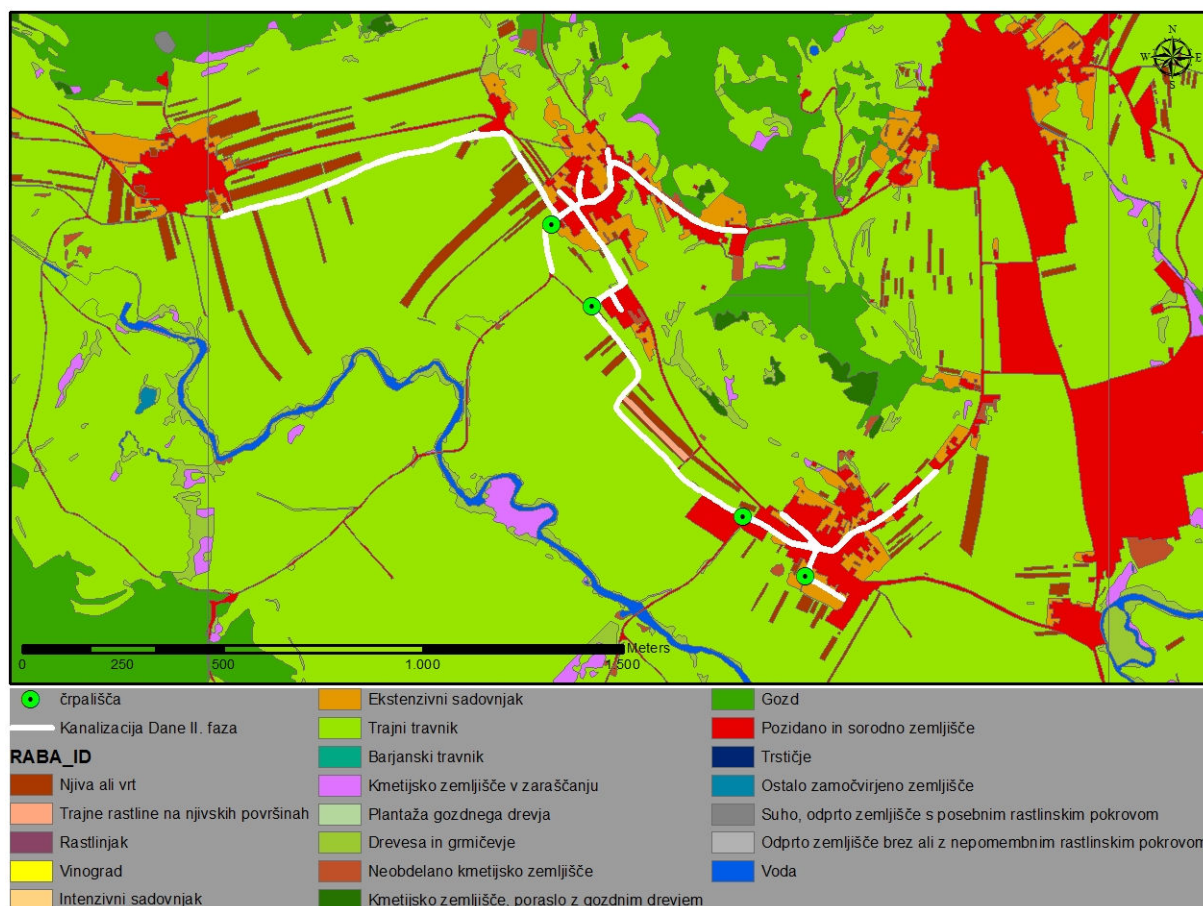 N
W E
S
Meters
0 250 500 1.000 1.500
črpališča
Kanalizacija Dane II. faza
RABA_ID
Njiva ali vrt
Trajne rastline na njivskih površinah
Rastlinjak
Vinograd
Intenzivni sadovnjak
Ekstenzivni sadovnjak
Trajni travnik
Barjanski travnik
Kmetijsko zemljišče v zaraščanju
Plantaža gozdnega drevja
Drevesa in grmičevje
Neobdelano kmetijsko zemljišče
Kmetijsko zemljišče, poraslo z gozdnim drevjem
Gozd
Pozidano in sorodno zemljišče
Trstičje
Ostalo zamočvirjeno zemljišče
Suho, odprto zemljišče s posebnim rastlinskim pokrovom
Odprto zemljišče brez ali z nepomembnim rastlinskim pokrovom
Voda